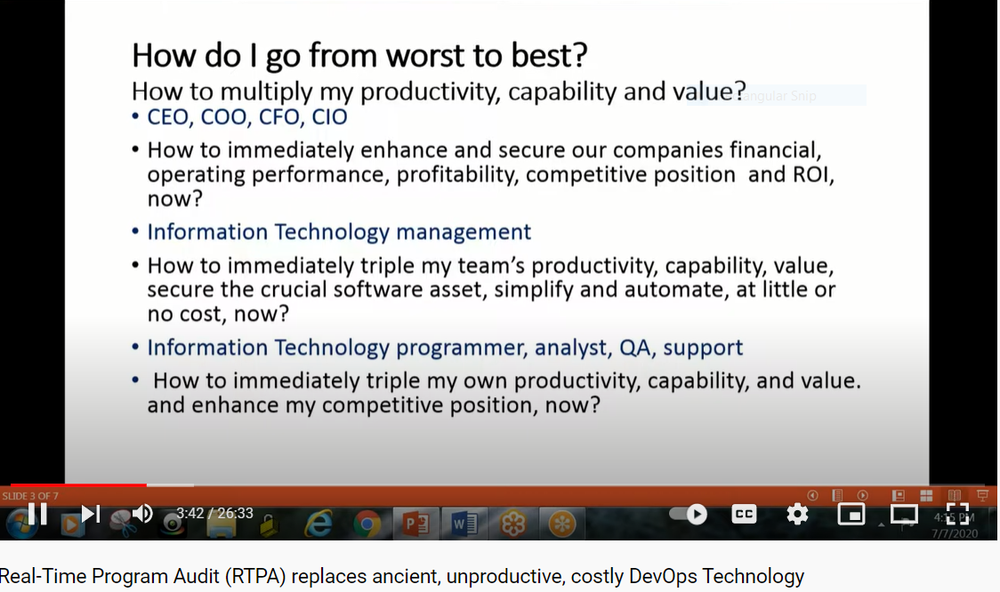 How do I go from worst to best?
How to multiply my productivity, capability and value?
angular Snip
• CEO, COO, CFO, CIO
• How to immediately enhance and secure our companies financial,
operating performance, profitability, competitive position and ROI,
now?
• Information Technology management
• How to immediately triple my team's productivity, capability, value,
secure the crucial software asset, simplify and automate, at little or
no cost, now?
• Information Technology programmer, analyst, QA, support
• How to immediately triple my own productivity, capability, and value.
and enhance my competitive position, now?
SLIDE 3 OF 7
3:42 / 26:33
CC
4:15 PM
7/7/2020
Real-Time Program Audit (RTPA) replaces ancient, unproductive, costly DevOps Technology